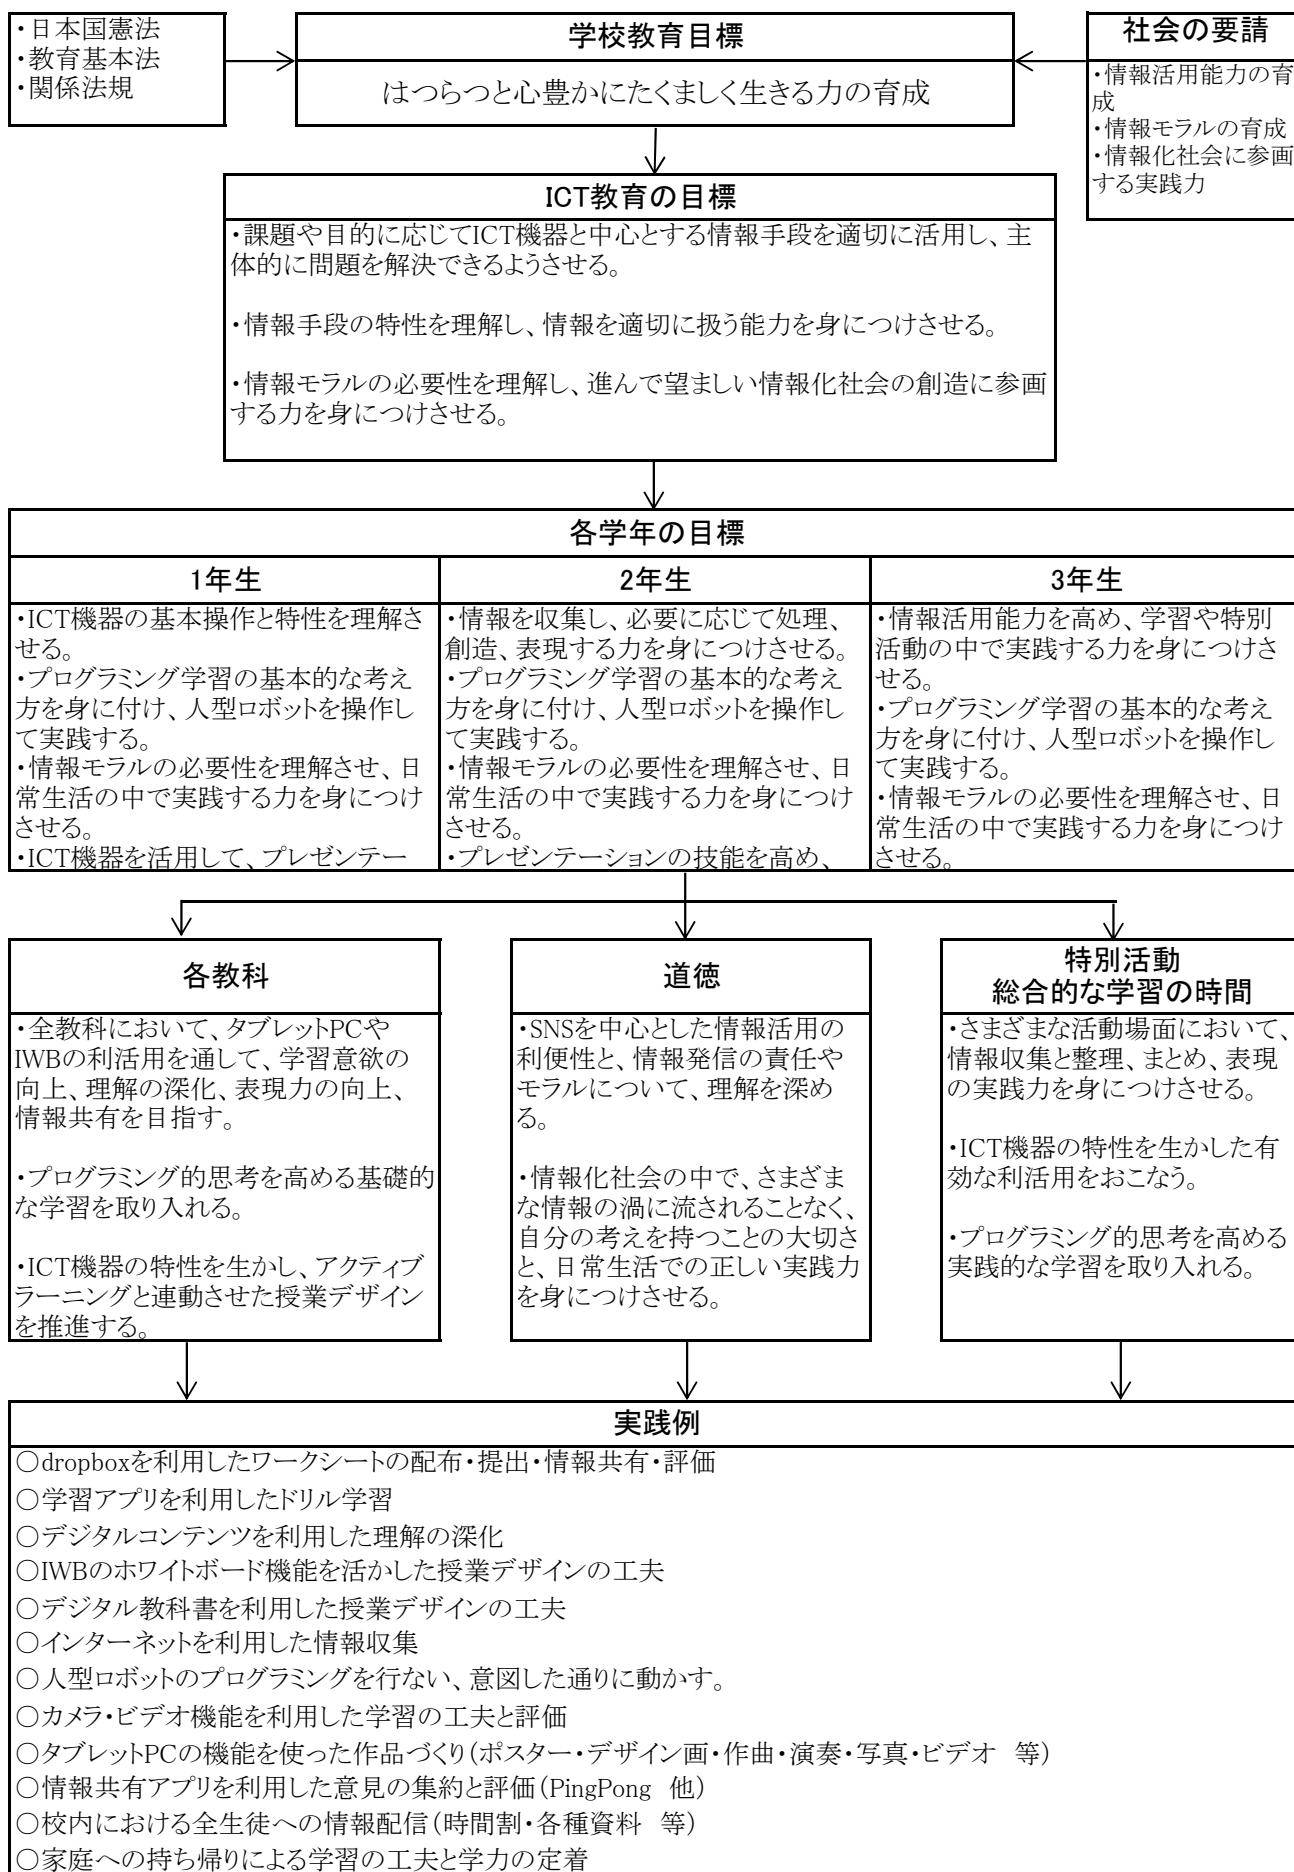 ・日本国憲法
・教育基本法
・関係法規
学校教育目標
はつらつと心豊かにたくましく生きる力の育成
社会の要請
・情報活用能力の育
成
・情報モラルの育成
・情報化社会に参画
する実践力
ICT教育の目標
・課題や目的に応じてICT機器と中心とする情報手段を適切に活用し、主
体的に問題を解決できるようさせる。
・情報手段の特性を理解し、情報を適切に扱う能力を身につけさせる。
・情報モラルの必要性を理解し、進んで望ましい情報化社会の創造に参画
する力を身につけさせる。
各学年の目標
1年生
・ICT機器の基本操作と特性を理解さ
せる。
・プログラミング学習の基本的な考え
方を身に付け、人型ロボットを操作し
て実践する。
・情報モラルの必要性を理解させ、日
常生活の中で実践する力を身につけ
させる。
・ICT機器を活用して、プレゼンテー
2年生
・情報を収集し、必要に応じて処理、
創造、表現する力を身につけさせる。
・プログラミング学習の基本的な考え
方を身に付け、人型ロボットを操作し
て実践する。
・情報モラルの必要性を理解させ、日
常生活の中で実践する力を身につけ
させる。
・プレゼンテーションの技能を高め、
3年生
・情報活用能力を高め、学習や特別
活動の中で実践する力を身につけさ
せる。
・プログラミング学習の基本的な考え
方を身に付け、人型ロボットを操作し
て実践する。
・情報モラルの必要性を理解させ、日
常生活の中で実践する力を身につけ
させる。
各教科
・全教科において、タブレットPCや
IWBの利活用を通して、学習意欲の
向上、理解の深化、表現力の向上、
情報共有を目指す。
・プログラミング的思考を高める基礎的
な学習を取り入れる。
・ICT機器の特性を生かし、アクティブ
ラーニングと連動させた授業デザイン
を推進する。
道徳
・SNSを中心とした情報活用の
利便性と、情報発信の責任や
モラルについて、理解を深め
る。
・情報化社会の中で、さまざま
な情報の渦に流されることなく、
自分の考えを持つことの大切さ
と、日常生活での正しい実践力
を身につけさせる。
特別活動
総合的な学習の時間
・さまざまな活動場面において、
情報収集と整理、まとめ、表現
の実践力を身につけさせる。
・ICT機器の特性を生かした有
効な利活用をおこなう。
・プログラミング的思考を高める
実践的な学習を取り入れる。
実践例
○dropboxを利用したワークシートの配布・提出・情報共有・評価
○学習アプリを利用したドリル学習
○デジタルコンテンツを利用した理解の深化
○IWBのホワイトボード機能を活かした授業デザインの工夫
○デジタル教科書を利用した授業デザインの工夫
○インターネットを利用した情報収集
○人型ロボットのプログラミングを行ない、意図した通りに動かす。
○カメラ・ビデオ機能を利用した学習の工夫と評価
○タブレットPCの機能を使った作品づくり（ポスター・デザイン画・作曲・演奏・写真・ビデオ　等）
○情報共有アプリを利用した意見の集約と評価（PingPong　他）
○校内における全生徒への情報配信（時間割・各種資料　等）
○家庭への持ち帰りによる学習の工夫と学力の定着